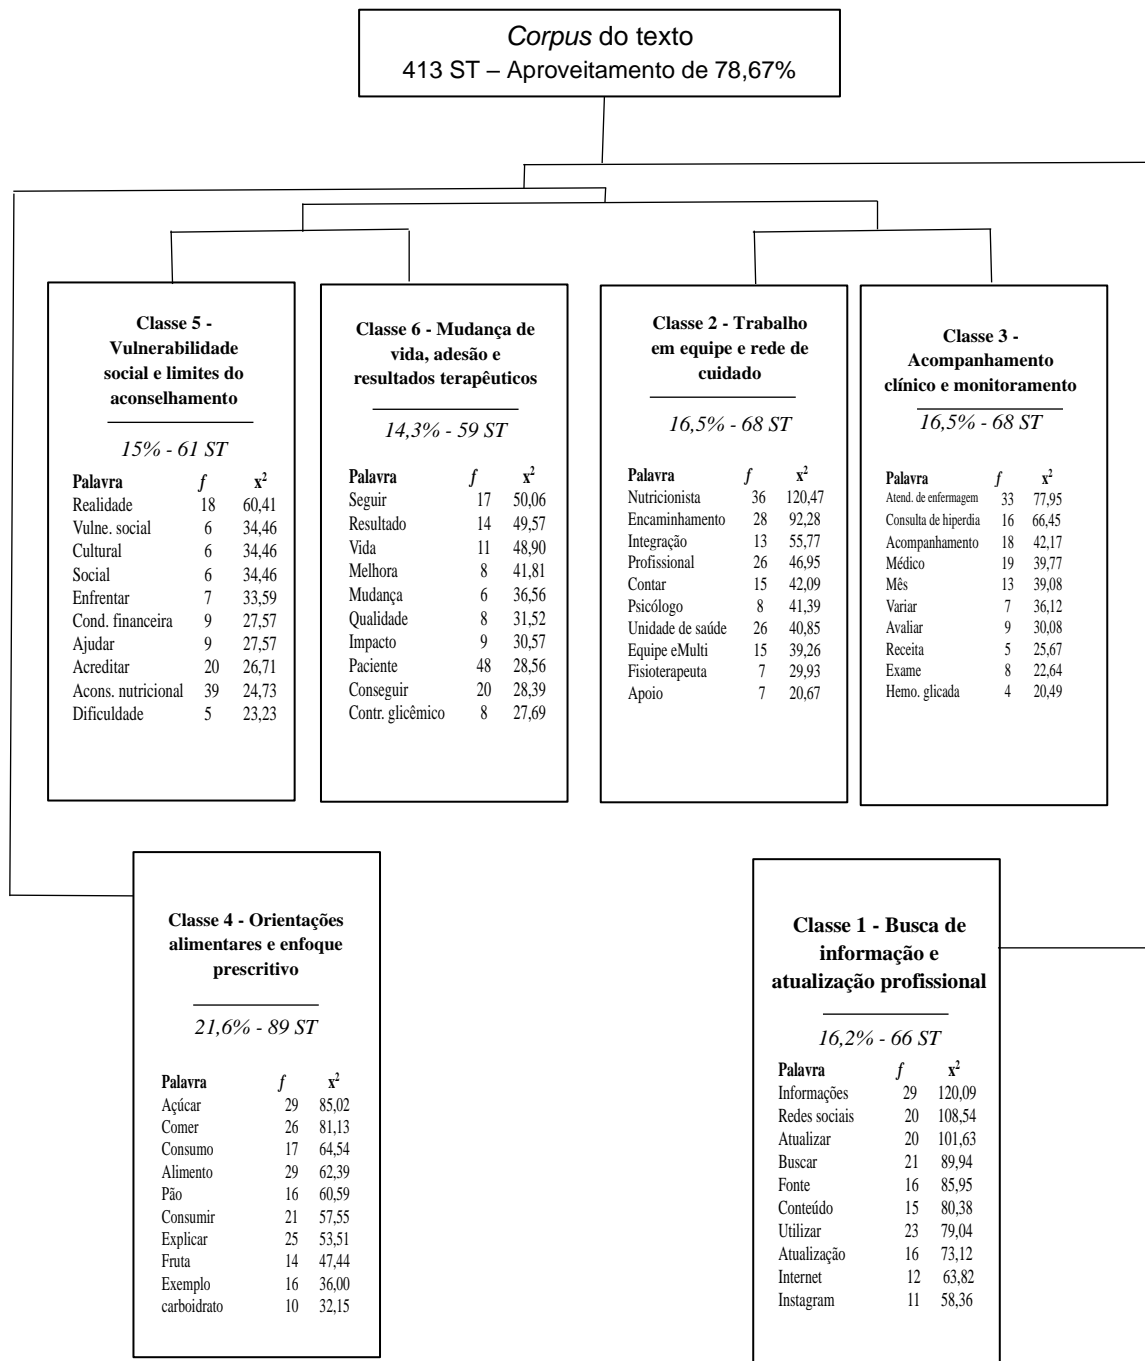 Corpus do texto
413 ST – Aproveitamento de 78,67%
Classe 5 -
Vulnerabilidade
social e limites do
aconselhamento
15% - 61 ST
Palavra f x²
Realidade 18 60,41
Vulne. social 6 34,46
Cultural 6 34,46
Social 6 34,46
Enfrentar 7 33,59
Cond. financeira 9 27,57
Ajudar 9 27,57
Acreditar 20 26,71
Acons. nutricional 39 24,73
Dificuldade 5 23,23
Classe 6 - Mudança de
vida, adesão e
resultados terapêuticos
14,3% - 59 ST
Palavra f x²
Seguir 17 50,06
Resultado 14 49,57
Vida 11 48,90
Melhora 8 41,81
Mudança 6 36,56
Qualidade 8 31,52
Impacto 9 30,57
Paciente 48 28,56
Conseguir 20 28,39
Contr. glicêmico 8 27,69
Classe 2 - Trabalho
em equipe e rede de
cuidado
16,5% - 68 ST
Palavra f x²
Nutricionista 36 120,47
Encaminhamento 28 92,28
Integração 13 55,77
Profissional 26 46,95
Contar 15 42,09
Psicólogo 8 41,39
Unidade de saúde 26 40,85
Equipe eMulti 15 39,26
Fisioterapeuta 7 29,93
Apoio 7 20,67
Classe 3 -
Acompanhamento
clínico e monitoramento
16,5% - 68 ST
Palavra f x²
Atend. de enfermagem 33 77,95
Consulta de hiperdia 16 66,45
Acompanhamento 18 42,17
Médico 19 39,77
Mês 13 39,08
Variar 7 36,12
Avaliar 9 30,08
Receita 5 25,67
Exame 8 22,64
Hemo. glicada 4 20,49
Classe 4 - Orientações
alimentares e enfoque
prescritivo
21,6% - 89 ST
Palavra f x²
Açúcar 29 85,02
Comer 26 81,13
Consumo 17 64,54
Alimento 29 62,39
Pão 16 60,59
Consumir 21 57,55
Explicar 25 53,51
Fruta 14 47,44
Exemplo 16 36,00
carboidrato 10 32,15
Classe 1 - Busca de
informação e
atualização profissional
16,2% - 66 ST
Palavra f x²
Informações 29 120,09
Redes sociais 20 108,54
Atualizar 20 101,63
Buscar 21 89,94
Fonte 16 85,95
Conteúdo 15 80,38
Utilizar 23 79,04
Atualização 16 73,12
Internet 12 63,82
Instagram 11 58,36